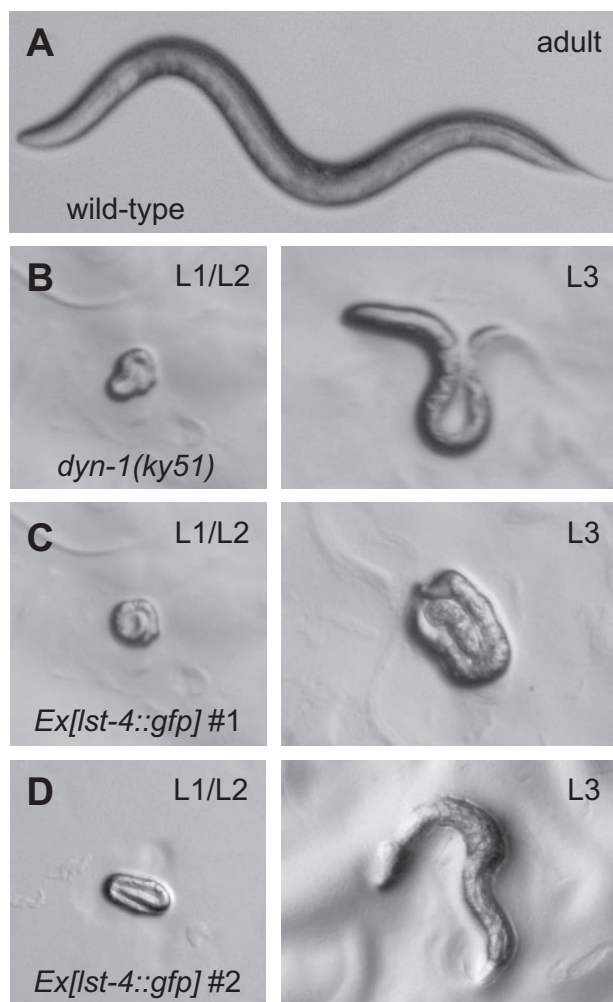 A
adult
wild-type
B
L1/L2
dyn-1(ky51)
L3
C
L1/L2
Ex[lst-4::gfp] #1
L3
D
L1/L2
Ex[lst-4::gfp] #2
L3